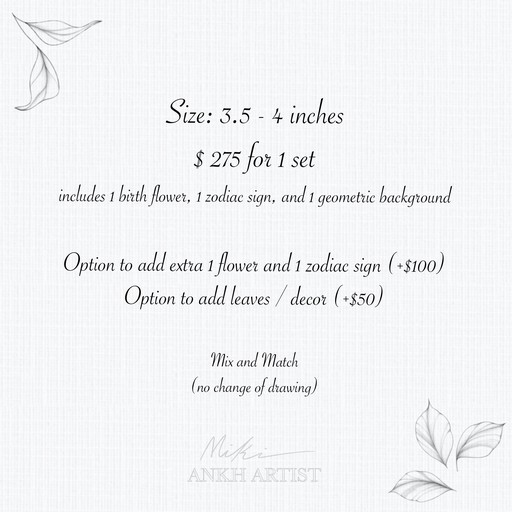 Size: 3.5 - 4 inches
$ 275 for 1 set
includes 1 birth flower, 1 zodiac sign, and 1 geometric background
Option to add extra 1 flower and 1 zodiac sign (+$100)
Option to add leaves / decor (+$50)
Mix and Match
(no change of drawing)
Miki
ANKH ARTIST